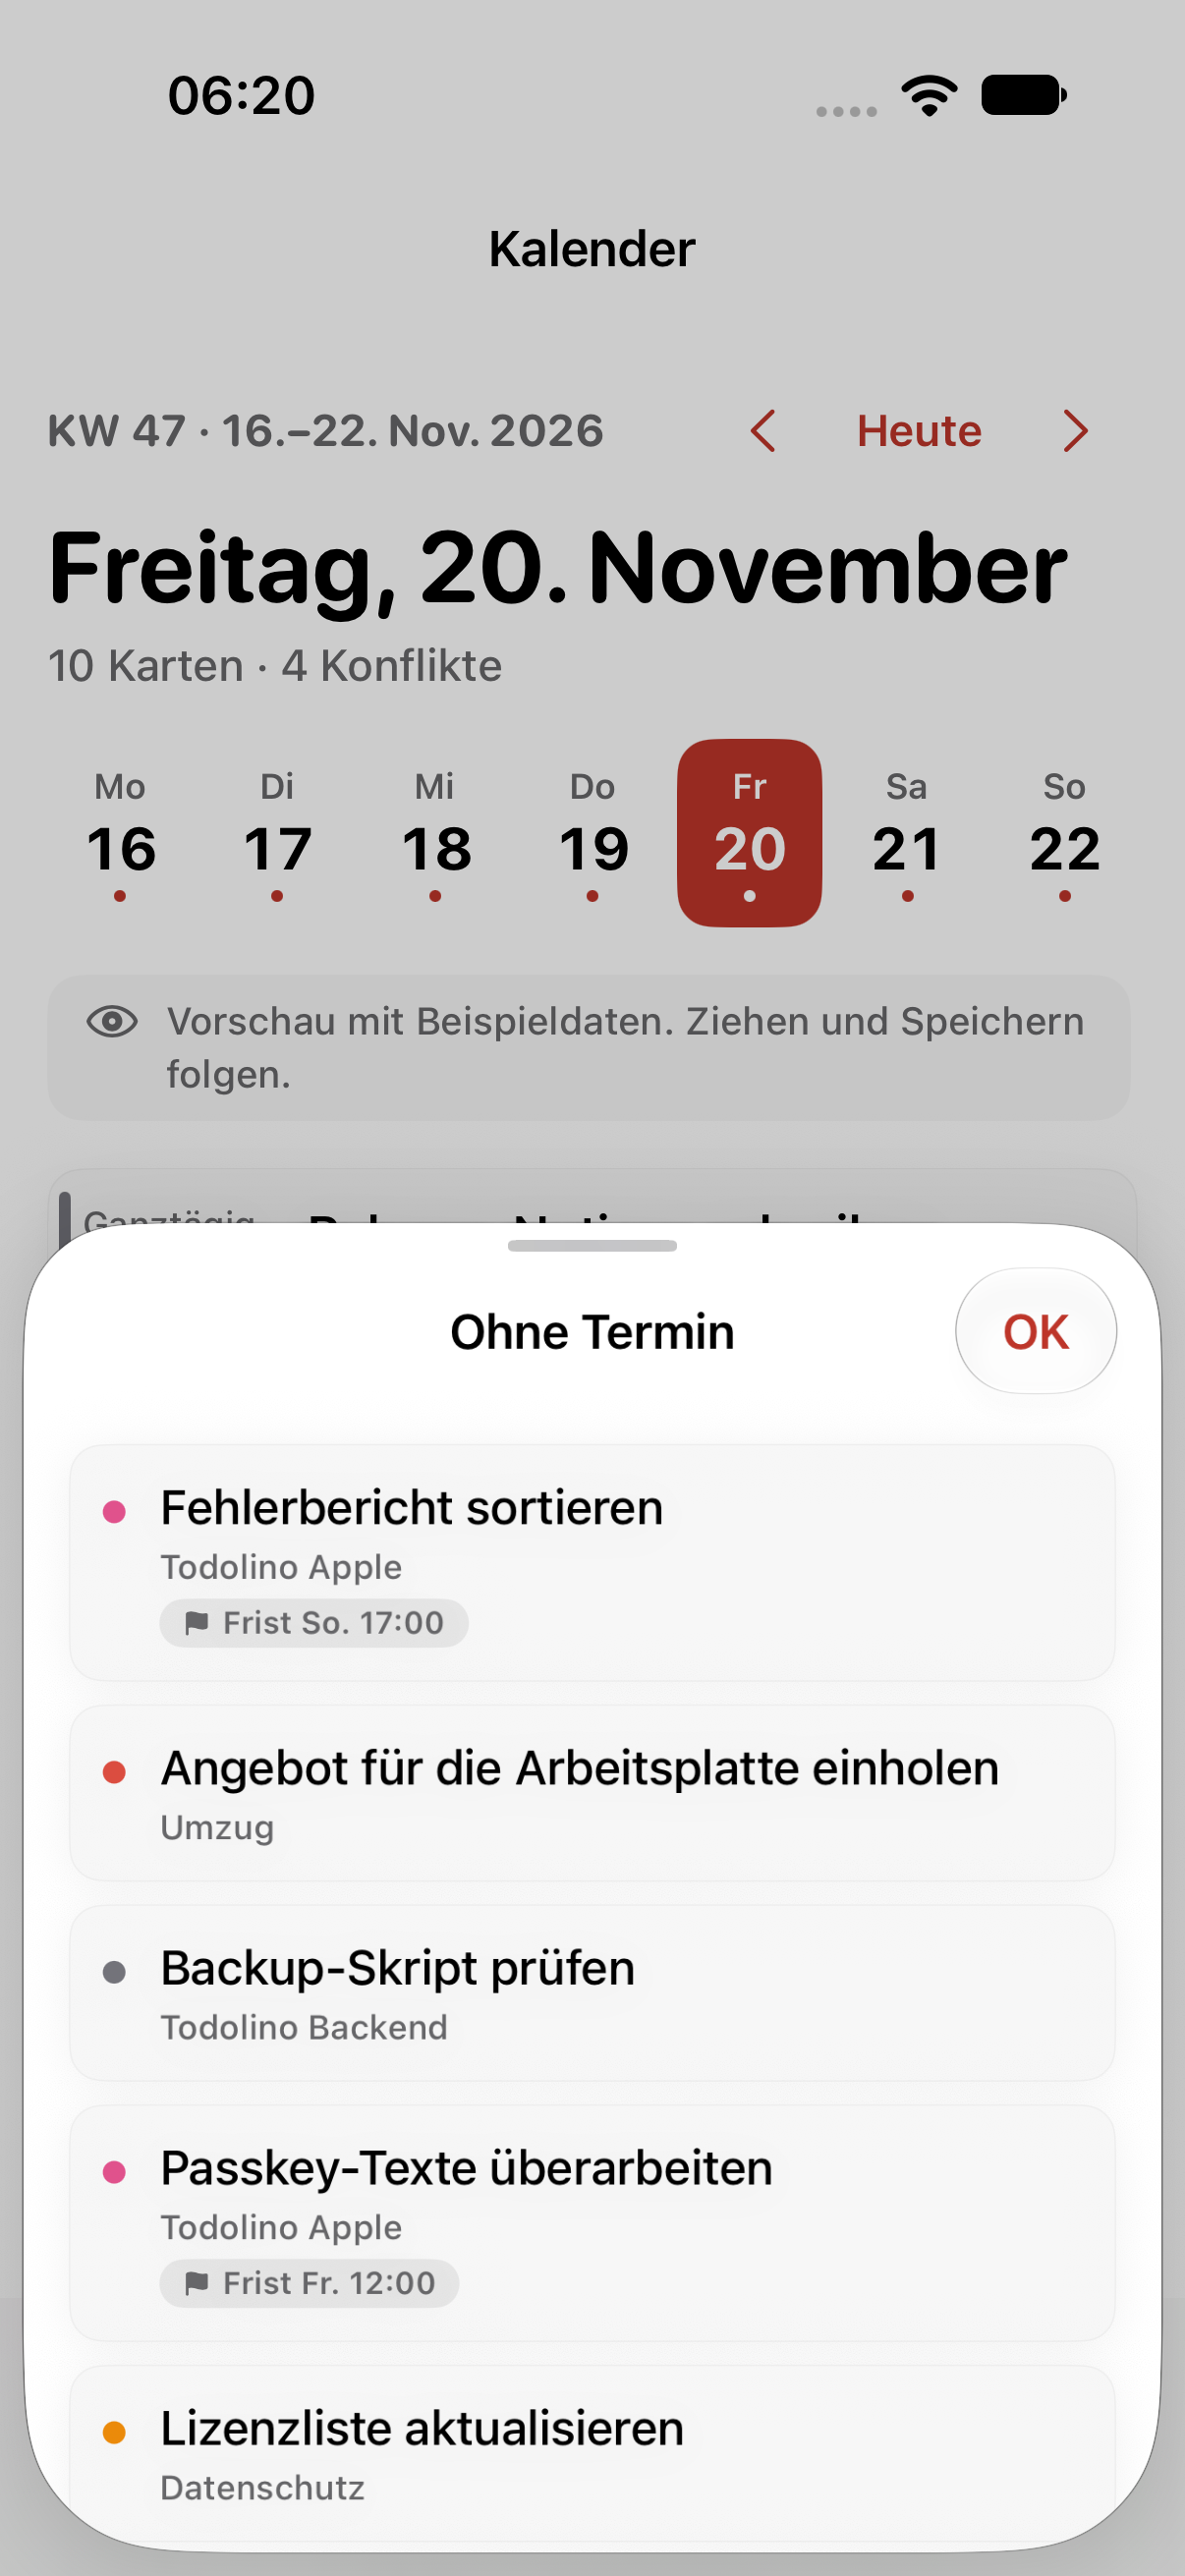 06:20
Kalender
KW 47 · 16.–22. Nov. 2026
Heute
Freitag, 20. November
10 Karten · 4 Konflikte
Mo Di Mi Do Fr Sa So
16 17 18 19 20 21 22
Vorschau mit Beispieldaten. Ziehen und Speichern
folgen.
Ganztägig
Ohne Termin
OK
Fehlerbericht sortieren
Todolino Apple
Frist So. 17:00
Angebot für die Arbeitsplatte einholen
Umzug
Backup-Skript prüfen
Todolino Backend
Passkey-Texte überarbeiten
Todolino Apple
Frist Fr. 12:00
Lizenzliste aktualisieren
Datenschutz